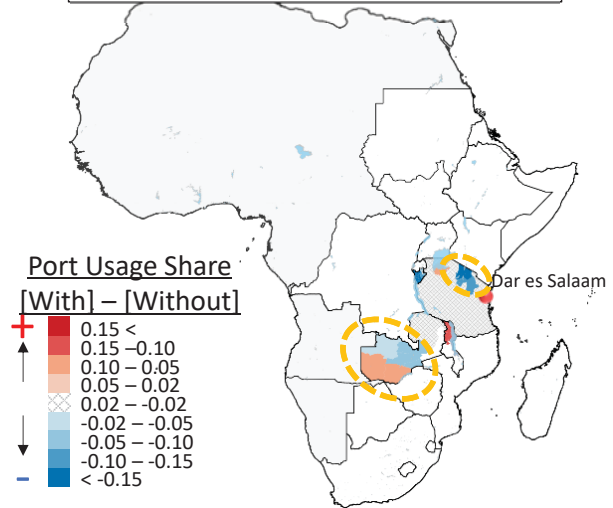 Dar es Salaam
Port Usage Share
[With] – [Without]
+
0.15 <
0.15 –0.10
0.10 – 0.05
0.05 – 0.02
0.02 – -0.02
-0.02 – -0.05
-0.05 – -0.10
-0.10 – -0.15
< -0.15
–